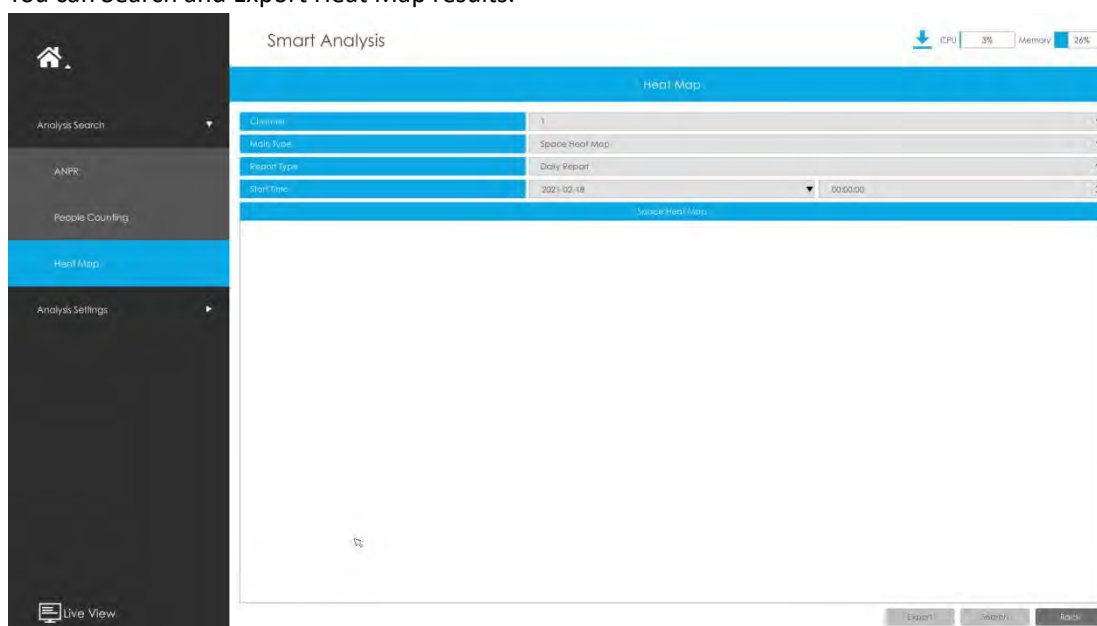 You can Search and Export Heat Map results.
Smart Analysis
CPU 3% Memory 26%
Heat Map
Analysis Search
Channel 1
Main Type Space Heat Map
Report Type Daily Report
Start Time 2021-02-18 00:00:00
Space Heat Map
ANPR
People Counting
Heat Map
Analysis Settings
Live View
Export Search Back